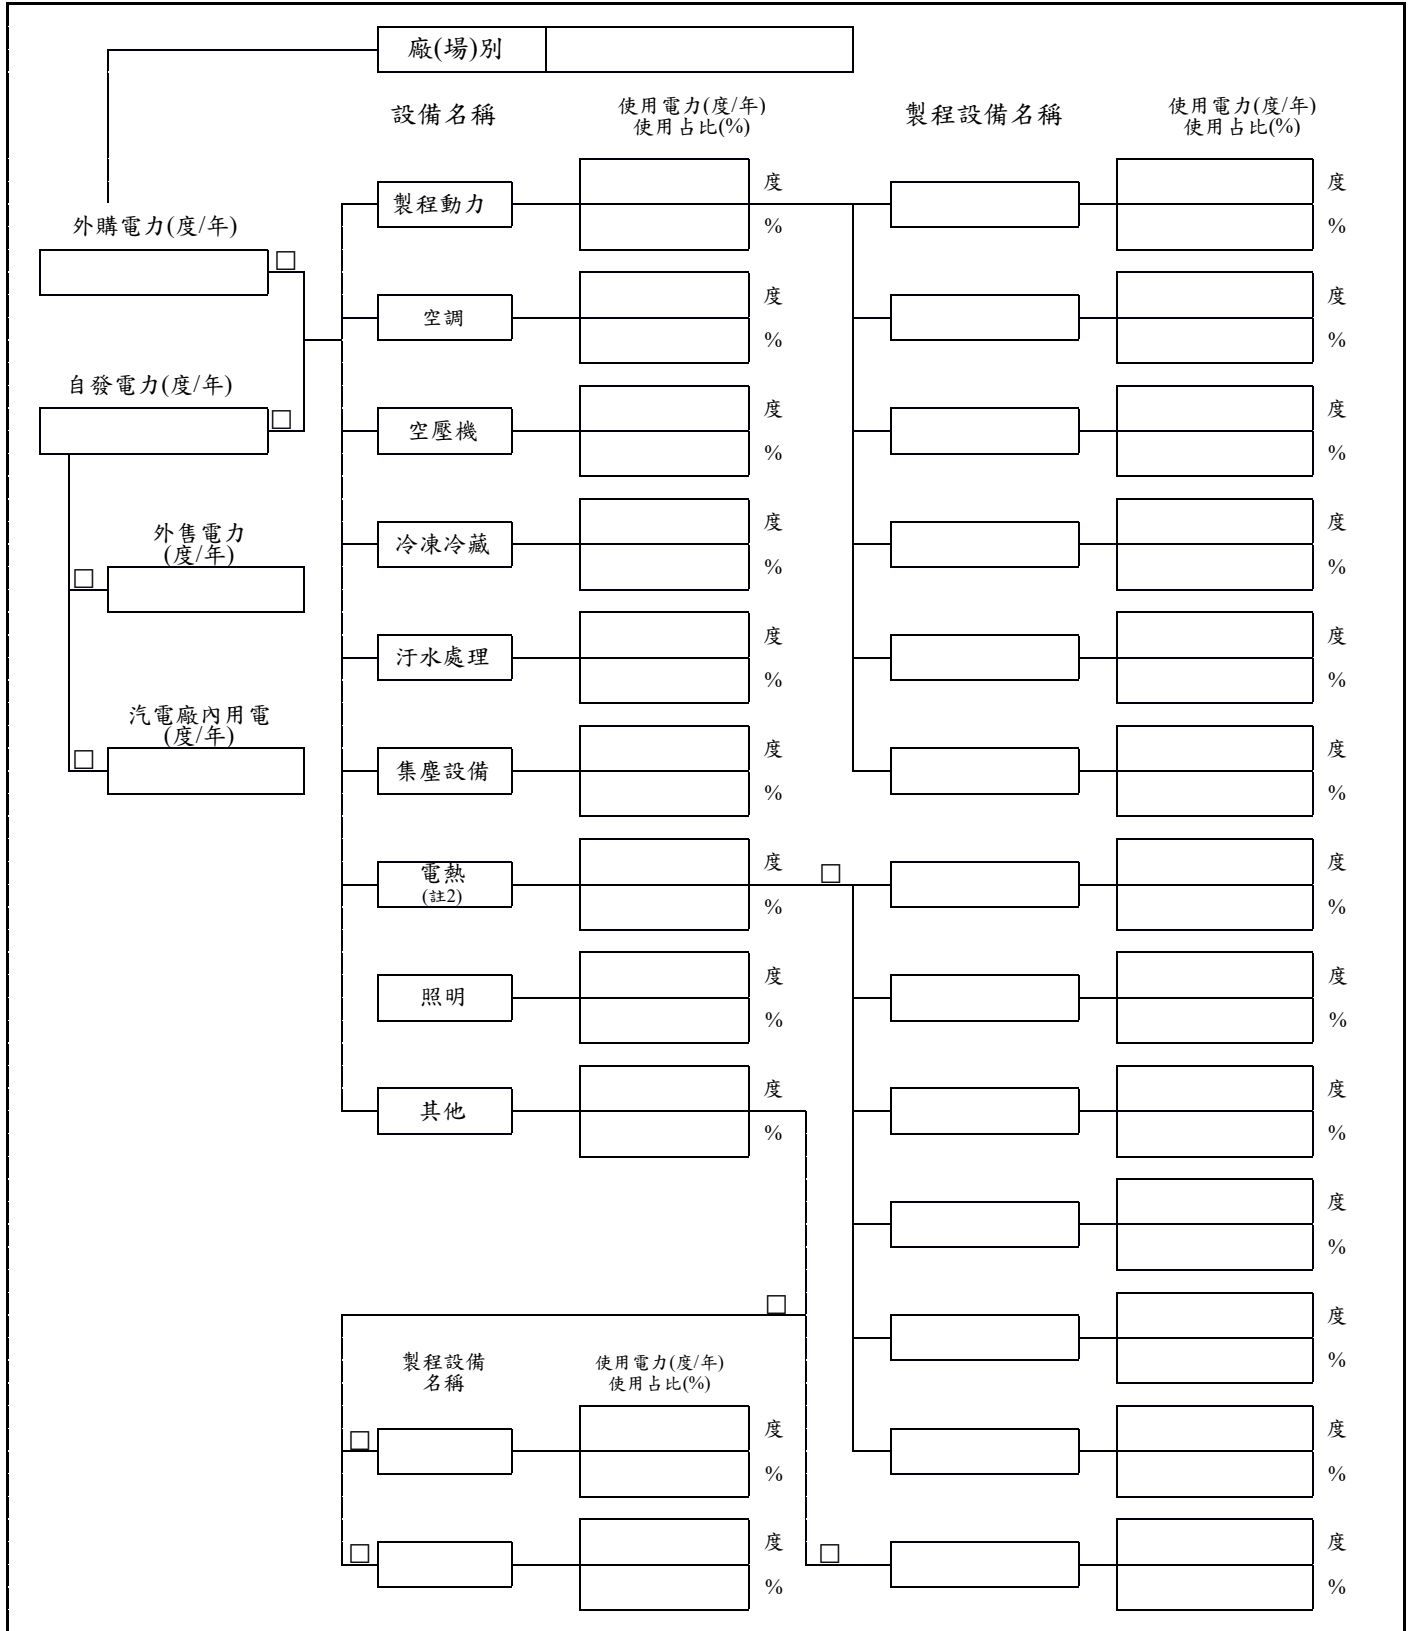 廠(場)別
設備名稱
使用電力(度/年)
使用占比(%)
製程設備名稱
使用電力(度/年)
使用占比(%)
製程動力
度
%
度
%
外購電力(度/年)
□
空調
度
%
度
%
自發電力(度/年)
□
空壓機
度
%
度
%
外售電力
(度/年)
□
冷凍冷藏
度
%
度
%
汙水處理
度
%
度
%
汽電廠內用電
(度/年)
□
集塵設備
度
%
度
%
電熱
(註2)
度
%
□
度
%
照明
度
%
度
%
其他
度
%
度
%
度
%
□
度
%
製程設備
名稱
使用電力(度/年)
使用占比(%)
□
度
%
度
%
□
度
%
□
度
%